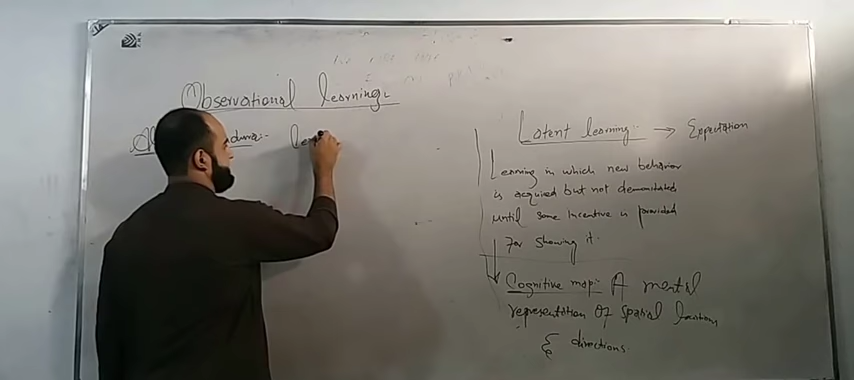 Observational learning:
Le
Latent learning:- → Expectation
Learning in which new behavior
is acquired but not demonstrated
until some incentive is provided
For showing it.
Cognitive map:- A mental
representation of spatial locations
& directions.